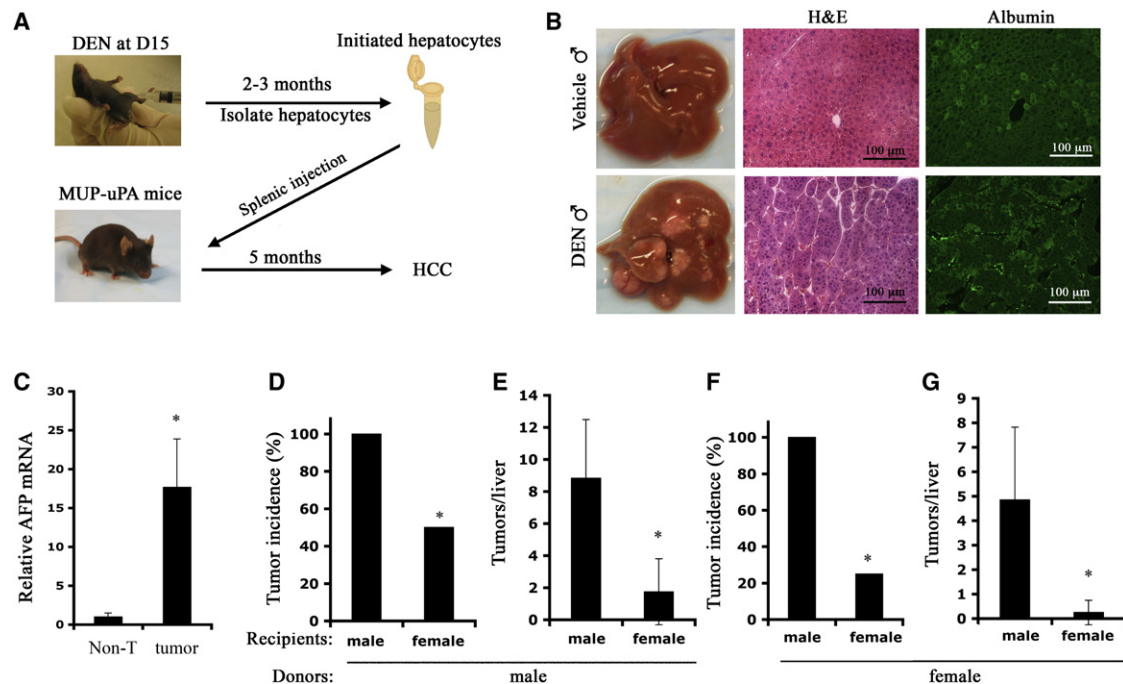 A
DEN at D15
Initiated hepatocytes
2-3 months
Isolate hepatocytes
Splenic injection
MUP-uPA mice
5 months
HCC
B
H&E
Albumin
Vehicle ♂
100 µm
100 µm
DEN ♂
100 µm
100 µm
C
Relative AFP mRNA
30
25
20
15
10
5
0
*
Non-T
tumor
D
Tumor incidence (%)
100
80
60
40
20
0
*
Recipients:
male
female
E
Tumors/liver
14
12
10
8
6
4
2
0
*
male
female
Donors:
male
F
Tumor incidence (%)
100
80
60
40
20
0
*
male
female
G
Tumors/liver
9
8
7
6
5
4
3
2
1
0
*
male
female
female